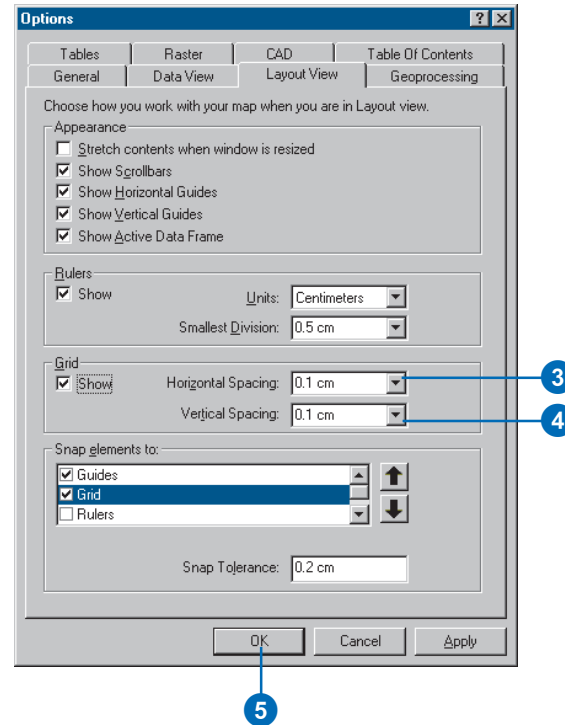 Options
Tables Raster CAD Table Of Contents
General Data View Layout View Geoprocessing
Choose how you work with your map when you are in Layout view.
Appearance
Stretch contents when window is resized
Show Scrollbars
Show Horizontal Guides
Show Vertical Guides
Show Active Data Frame
Rulers
Show Units: Centimeters
Smallest Division: 0.5 cm
Grid
Show Horizontal Spacing: 0.1 cm 3
Vertical Spacing: 0.1 cm 4
Snap elements to:
Guides
Grid
Rulers
Snap Tolerance: 0.2 cm
OK Cancel Apply
5